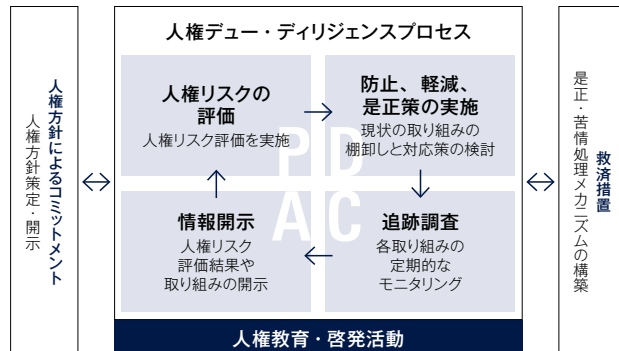 人権方針によるコミットメント
人権方針策定・開示
人権デュー・ディリジェンスプロセス
人権リスクの
評価
人権リスク評価を実施
防止、軽減、
是正策の実施
現状の取り組みの
棚卸しと対応策の検討
P D
A C
情報開示
人権リスク
評価結果や
取り組みの開示
追跡調査
各取り組みの
定期的な
モニタリング
人権教育・啓発活動
救済措置
是正・苦情処理メカニズムの構築